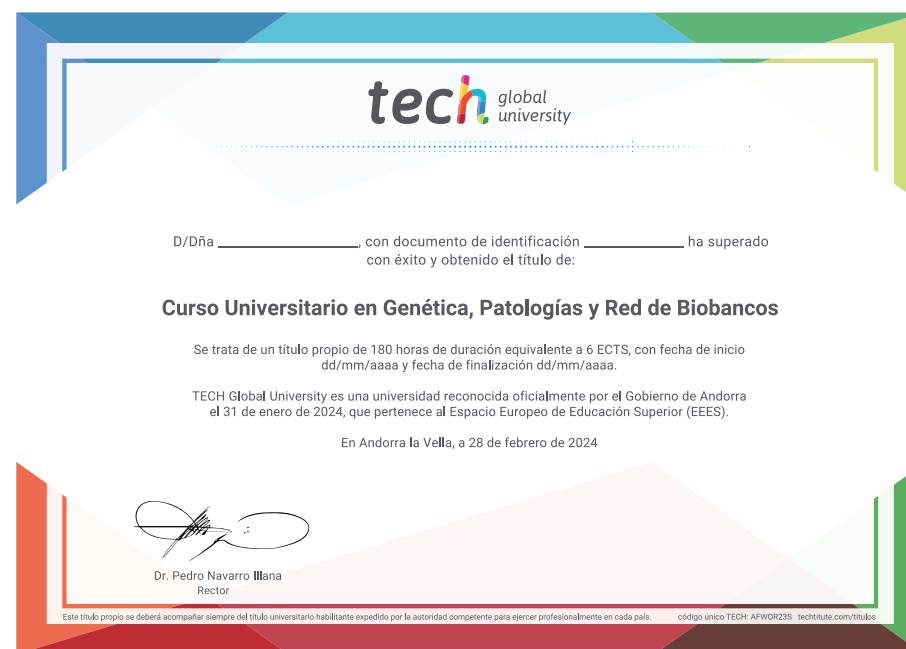 tech global university
D/Dña ____________________, con documento de identificación ______________ ha superado
con éxito y obtenido el título de:
Curso Universitario en Genética, Patologías y Red de Biobancos
Se trata de un título propio de 180 horas de duración equivalente a 6 ECTS, con fecha de inicio
dd/mm/aaaa y fecha de finalización dd/mm/aaaa.
TECH Global University es una universidad reconocida oficialmente por el Gobierno de Andorra
el 31 de enero de 2024, que pertenece al Espacio Europeo de Educación Superior (EEES).
En Andorra la Vella, a 28 de febrero de 2024
Dr. Pedro Navarro Illana
Rector
Este título propio se deberá acompañar siempre del título universitario habilitante expedido por la autoridad competente para ejercer profesionalmente en cada país. código único TECH: AFWOR23S techtitute.com/titulos